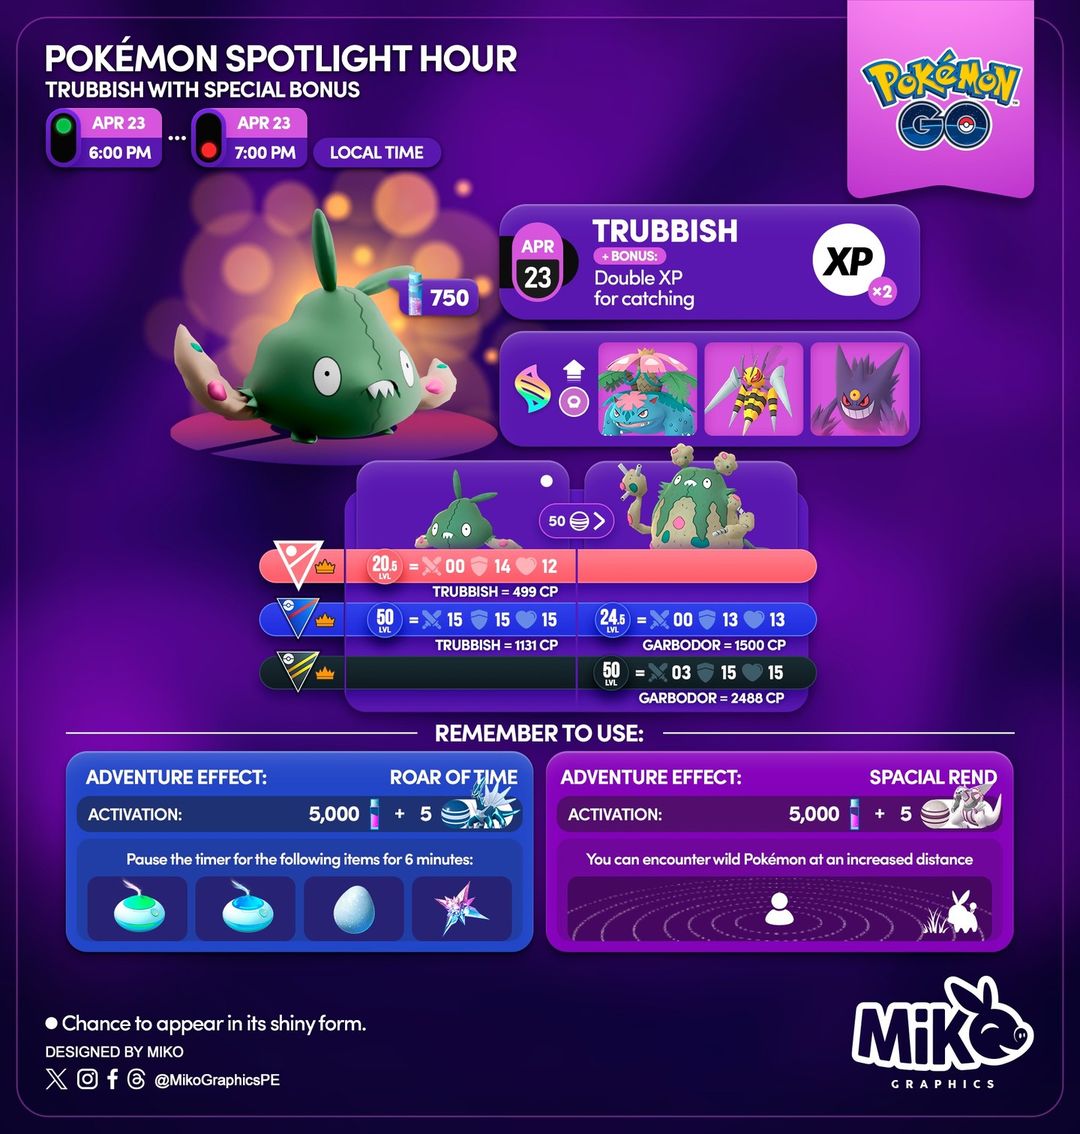 POKÉMON SPOTLIGHT HOUR
TRUBBISH WITH SPECIAL BONUS
APR 23
6:00 PM
...
APR 23
7:00 PM
LOCAL TIME
POKÉMON
GO
750
APR
23
TRUBBISH
+ BONUS:
Double XP
for catching
XP
×2
50
20.5 LVL = 00 14 12
TRUBBISH = 499 CP
50 LVL = 15 15 15
TRUBBISH = 1131 CP
24.5 LVL = 00 13 13
GARBODOR = 1500 CP
50 LVL = 03 15 15
GARBODOR = 2488 CP
REMEMBER TO USE:
ADVENTURE EFFECT: ROAR OF TIME
ACTIVATION: 5,000 + 5
Pause the timer for the following items for 6 minutes:
ADVENTURE EFFECT: SPACIAL REND
ACTIVATION: 5,000 + 5
You can encounter wild Pokémon at an increased distance
Chance to appear in its shiny form.
DESIGNED BY MIKO
@MikoGraphicsPE
MiKO
GRAPHICS